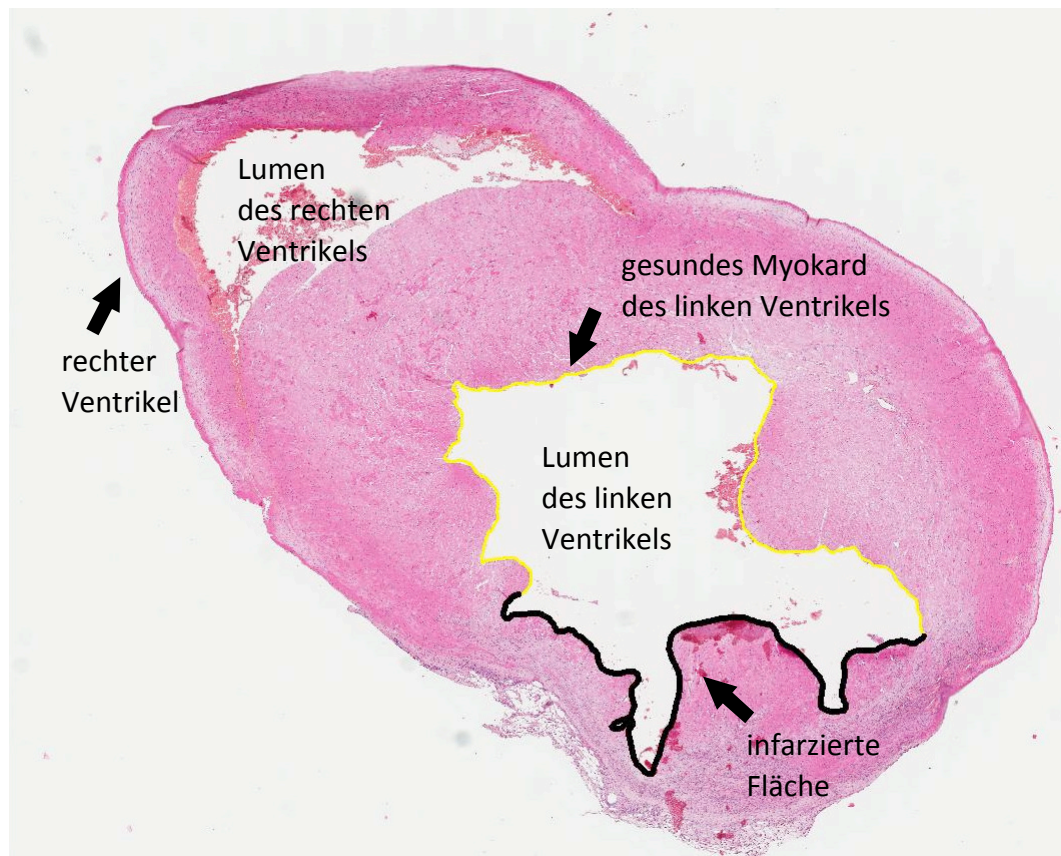 Lumen
des rechten
Ventrikels
gesundes Myokard
des linken Ventrikels
rechter
Ventrikel
Lumen
des linken
Ventrikels
infarzierte
Fläche